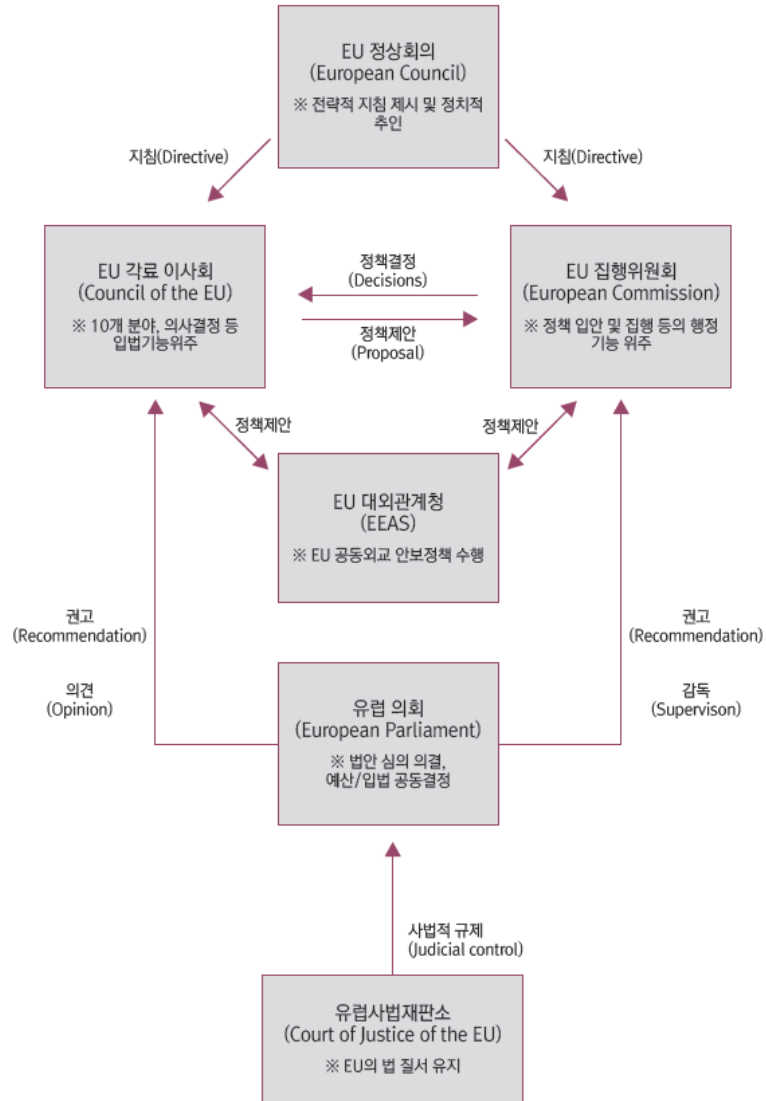 EU 정상회의
(European Council)
※ 전략적 지침 제시 및 정치적
추인
지침(Directive)
지침(Directive)
EU 각료 이사회
(Council of the EU)
※ 10개 분야, 의사결정 등
입법기능위주
정책결정
(Decisions)
정책제안
(Proposal)
EU 집행위원회
(European Commission)
※ 정책 입안 및 집행 등의 행정
기능 위주
정책제안
정책제안
EU 대외관계청
(EEAS)
※ EU 공동외교 안보정책 수행
권고
(Recommendation)
의견
(Opinion)
권고
(Recommendation)
감독
(Supervison)
유럽 의회
(European Parliament)
※ 법안 심의 의결,
예산/입법 공동결정
사법적 규제
(Judicial control)
유럽사법재판소
(Court of Justice of the EU)
※ EU의 법 질서 유지